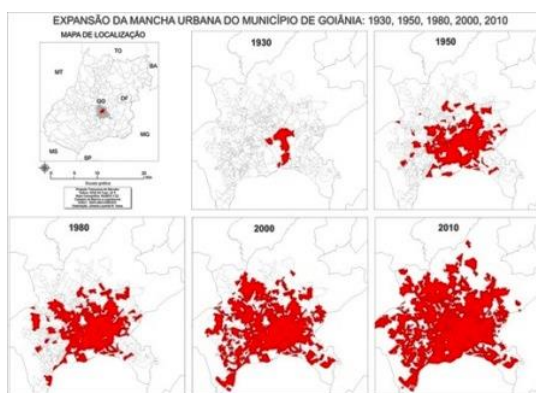 EXPANSÃO DA MANCHA URBANA DO MUNICÍPIO DE GOIÂNIA: 1930, 1950, 1980, 2000, 2010
MAPA DE LOCALIZAÇÃO
1930
1950
TO
BA
MT
GO
DF
MG
MS
SP
1980
2000
2010